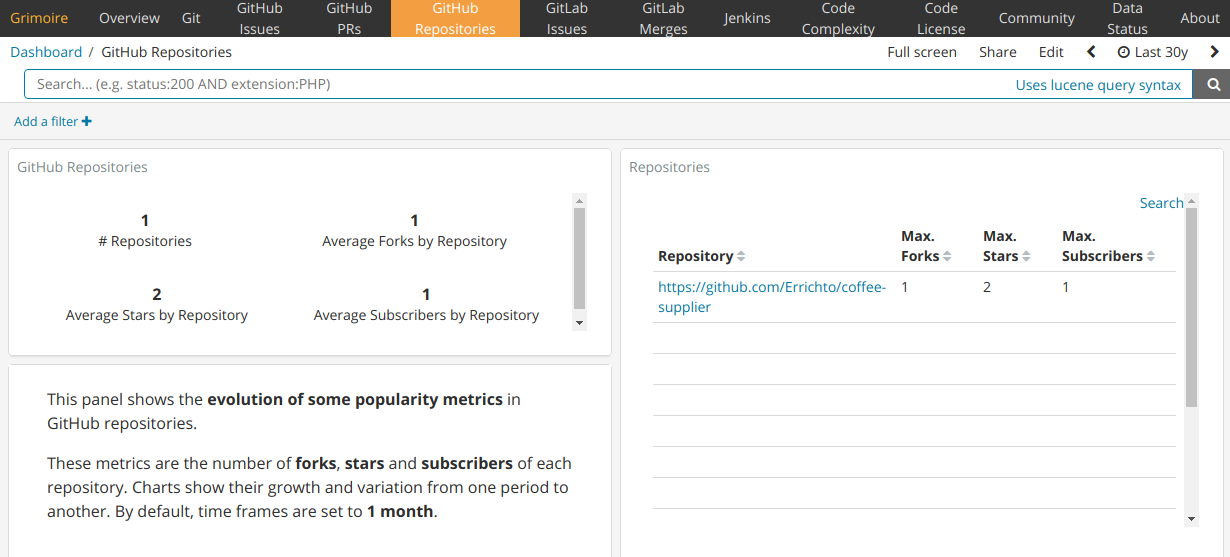 Grimoire
Overview
Git
GitHub
Issues
GitHub
PRs
GitHub
Repositories
GitLab
Issues
GitLab
Merges
Jenkins
Code
Complexity
Code
License
Community
Data
Status
About
Dashboard / GitHub Repositories
Full screen Share Edit Last 30y
Search... (e.g. status:200 AND extension:PHP) Uses lucene query syntax
Add a filter +
GitHub Repositories
1
# Repositories
1
Average Forks by Repository
2
Average Stars by Repository
1
Average Subscribers by Repository
This panel shows the evolution of some popularity metrics in
GitHub repositories.
These metrics are the number of forks, stars and subscribers of each
repository. Charts show their growth and variation from one period to
another. By default, time frames are set to 1 month.
Repositories
Search
Repository
Max.
Forks
Max.
Stars
Max.
Subscribers
https://github.com/Errichto/coffee-
supplier
1
2
1